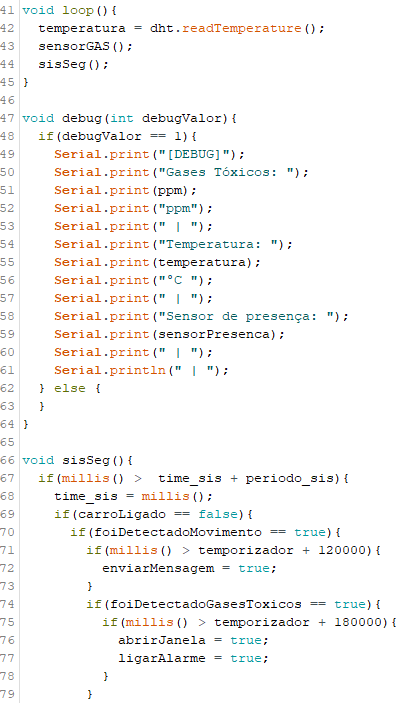 41 void loop(){
42   temperatura = dht.readTemperature();
43   sensorGAS();
44   sisSeg();
45 }
46
47 void debug(int debugValor){
48   if(debugValor == 1){
49     Serial.print("[DEBUG]");
50     Serial.print("Gases Tóxicos: ");
51     Serial.print(ppm);
52     Serial.print("ppm");
53     Serial.print(" | ");
54     Serial.print("Temperatura: ");
55     Serial.print(temperatura);
56     Serial.print("°C ");
57     Serial.print(" | ");
58     Serial.print("Sensor de presença: ");
59     Serial.print(sensorPresenca);
60     Serial.print(" | ");
61     Serial.println(" | ");
62   } else {
63   }
64 }
65
66 void sisSeg(){
67   if(millis() >  time_sis + periodo_sis){
68     time_sis = millis();
69     if(carroLigado == false){
70       if(foiDetectadoMovimento == true){
71         if(millis() > temporizador + 120000){
72           enviarMensagem = true;
73         }
74         if(foiDetectadoGasesToxicos == true){
75           if(millis() > temporizador + 180000){
76             abrirJanela = true;
77             ligarAlarme = true;
78           }
79         }